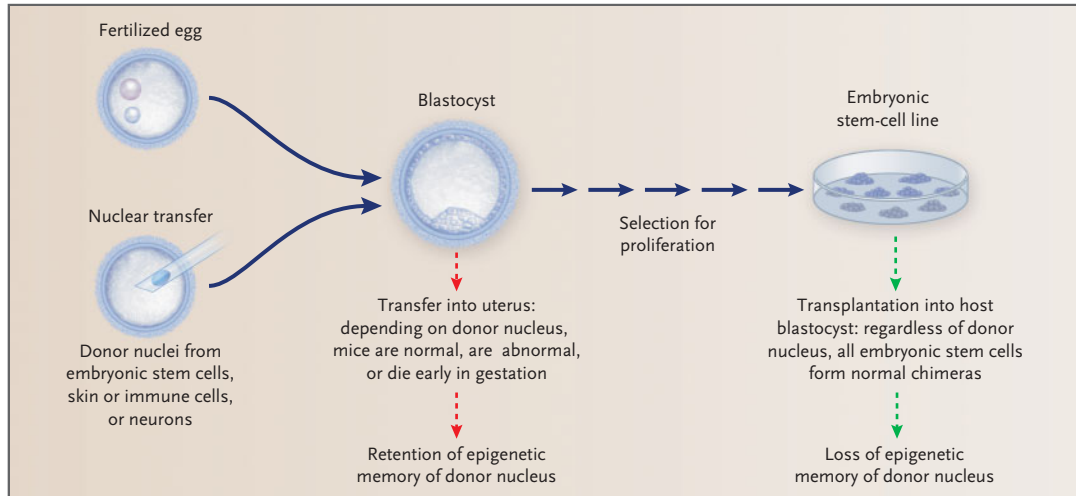 Fertilized egg
Nuclear transfer
Donor nuclei from
embryonic stem cells,
skin or immune cells,
or neurons
Blastocyst
Transfer into uterus:
depending on donor nucleus,
mice are normal, are abnormal,
or die early in gestation
Retention of epigenetic
memory of donor nucleus
Selection for
proliferation
Embryonic
stem-cell line
Transplantation into host
blastocyst: regardless of donor
nucleus, all embryonic stem cells
form normal chimeras
Loss of epigenetic
memory of donor nucleus